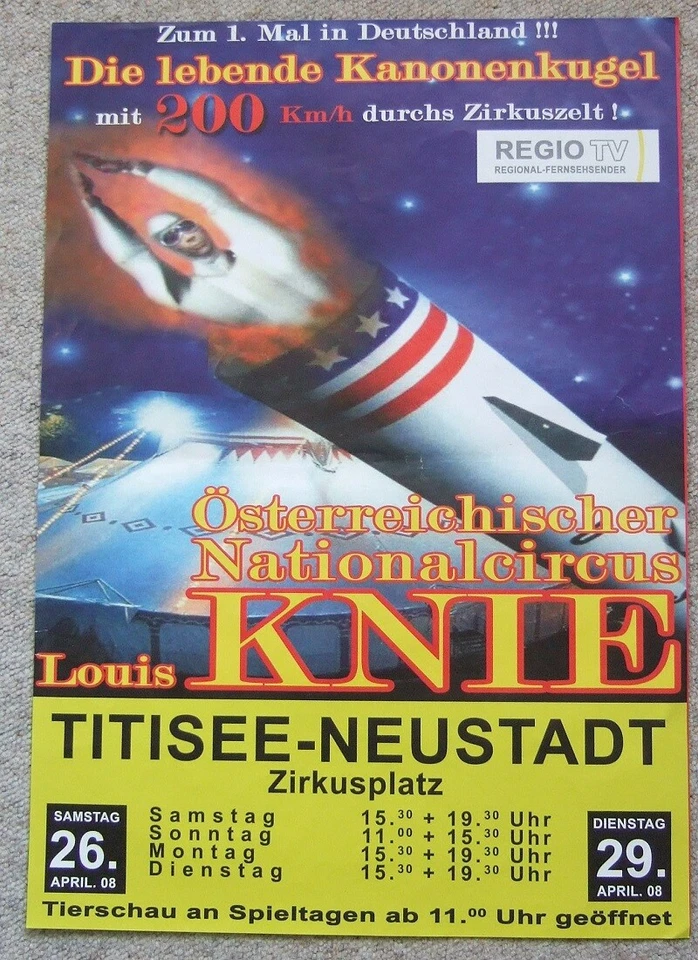 Zum 1. Mal in Deutschland !!!
Die lebende Kanonenkugel
mit 200 Km/h durchs Zirkuszelt !
REGIO TV
REGIONAL-FERNSEHSENDER
Österreichischer
Nationalcircus
Louis KNIE
TITISEE-NEUSTADT
Zirkusplatz
SAMSTAG
26.
APRIL. 08
Samstag 15.³⁰ + 19.³⁰ Uhr
Sonntag 11.⁰⁰ + 15.³⁰ Uhr
Montag 15.³⁰ + 19.³⁰ Uhr
Dienstag 15.³⁰ + 19.³⁰ Uhr
DIENSTAG
29.
APRIL. 08
Tierschau an Spieltagen ab 11.⁰⁰ Uhr geöffnet